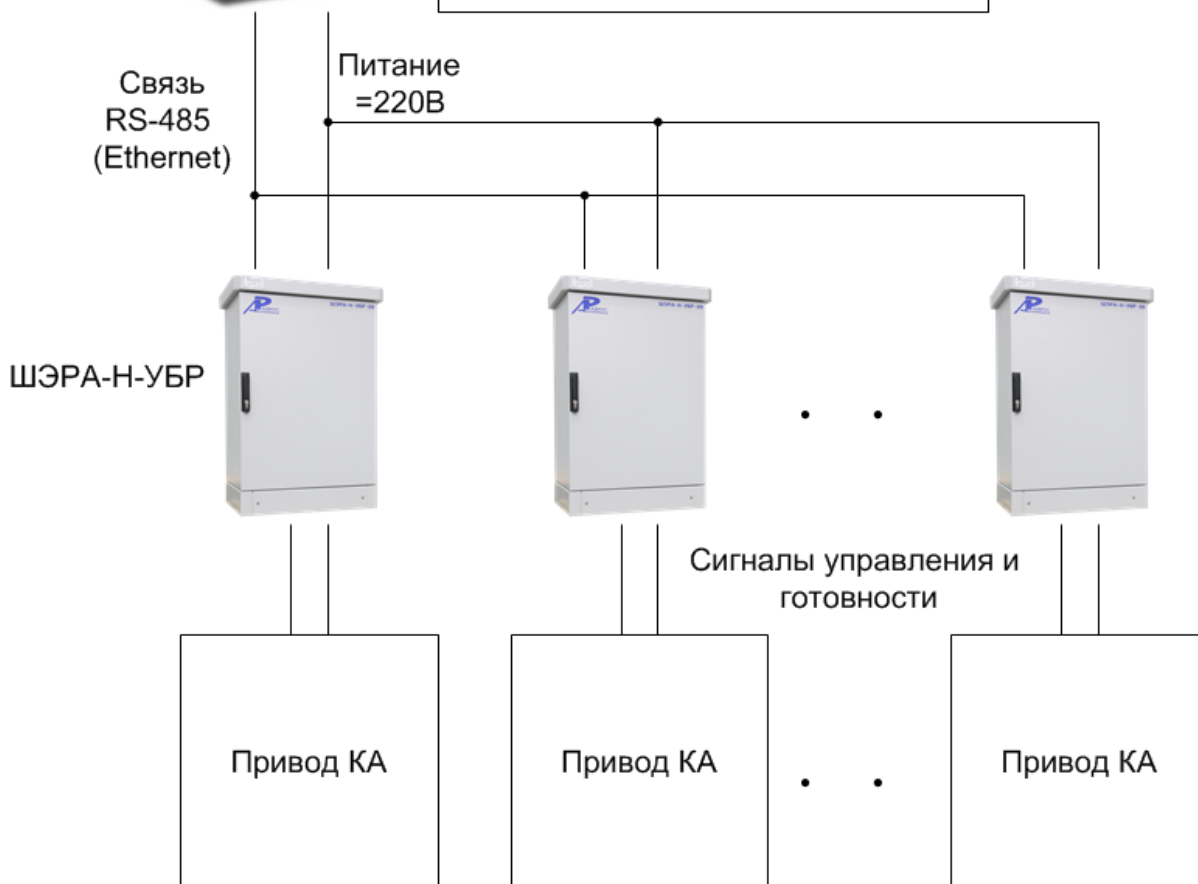 Связь
RS-485
(Ethernet)
Питание
=220В
ШЭРА-Н-УБР
Сигналы управления и
готовности
Привод КА
Привод КА
Привод КА